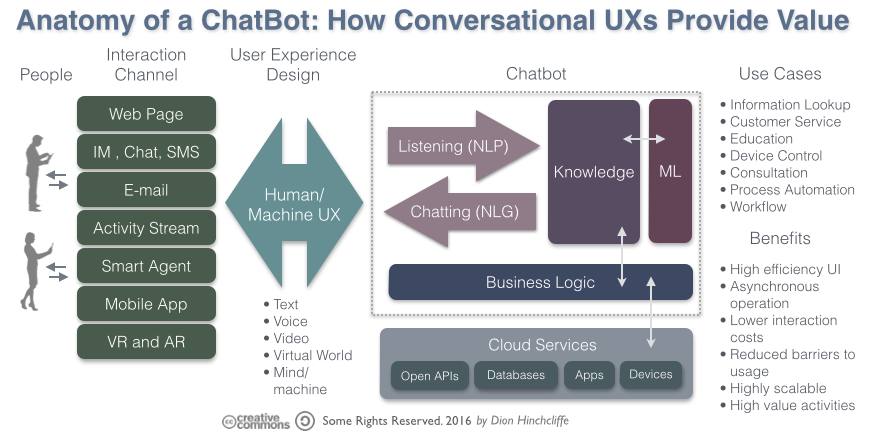 Anatomy of a ChatBot: How Conversational UXs Provide Value
People
Interaction
Channel
Web Page
IM , Chat, SMS
E-mail
Activity Stream
Smart Agent
Mobile App
VR and AR
User Experience
Design
Human/
Machine UX
• Text
• Voice
• Video
• Virtual World
• Mind/
machine
Chatbot
Listening (NLP)
Chatting (NLG)
Knowledge
ML
Business Logic
Cloud Services
Open APIs
Databases
Apps
Devices
Use Cases
• Information Lookup
• Customer Service
• Education
• Device Control
• Consultation
• Process Automation
• Workflow
Benefits
• High efficiency UI
• Asynchronous
operation
• Lower interaction
costs
• Reduced barriers to
usage
• Highly scalable
• High value activities
cc creative
commons
Some Rights Reserved. 2016 by Dion Hinchcliffe